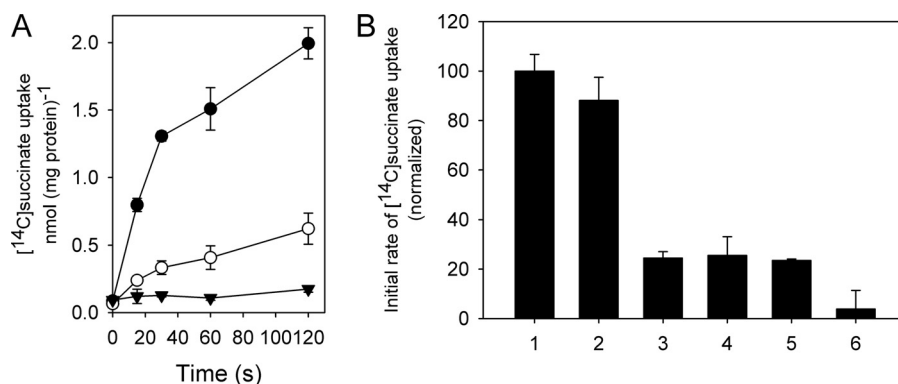 A
[¹⁴C]succinate uptake
nmol (mg protein)⁻¹
2.0
1.5
1.0
0.5
0.0
0 20 40 60 80 100 120
Time (s)
B
Initial rate of [¹⁴C]succinate uptake
(normalized)
120
100
80
60
40
20
0
1 2 3 4 5 6